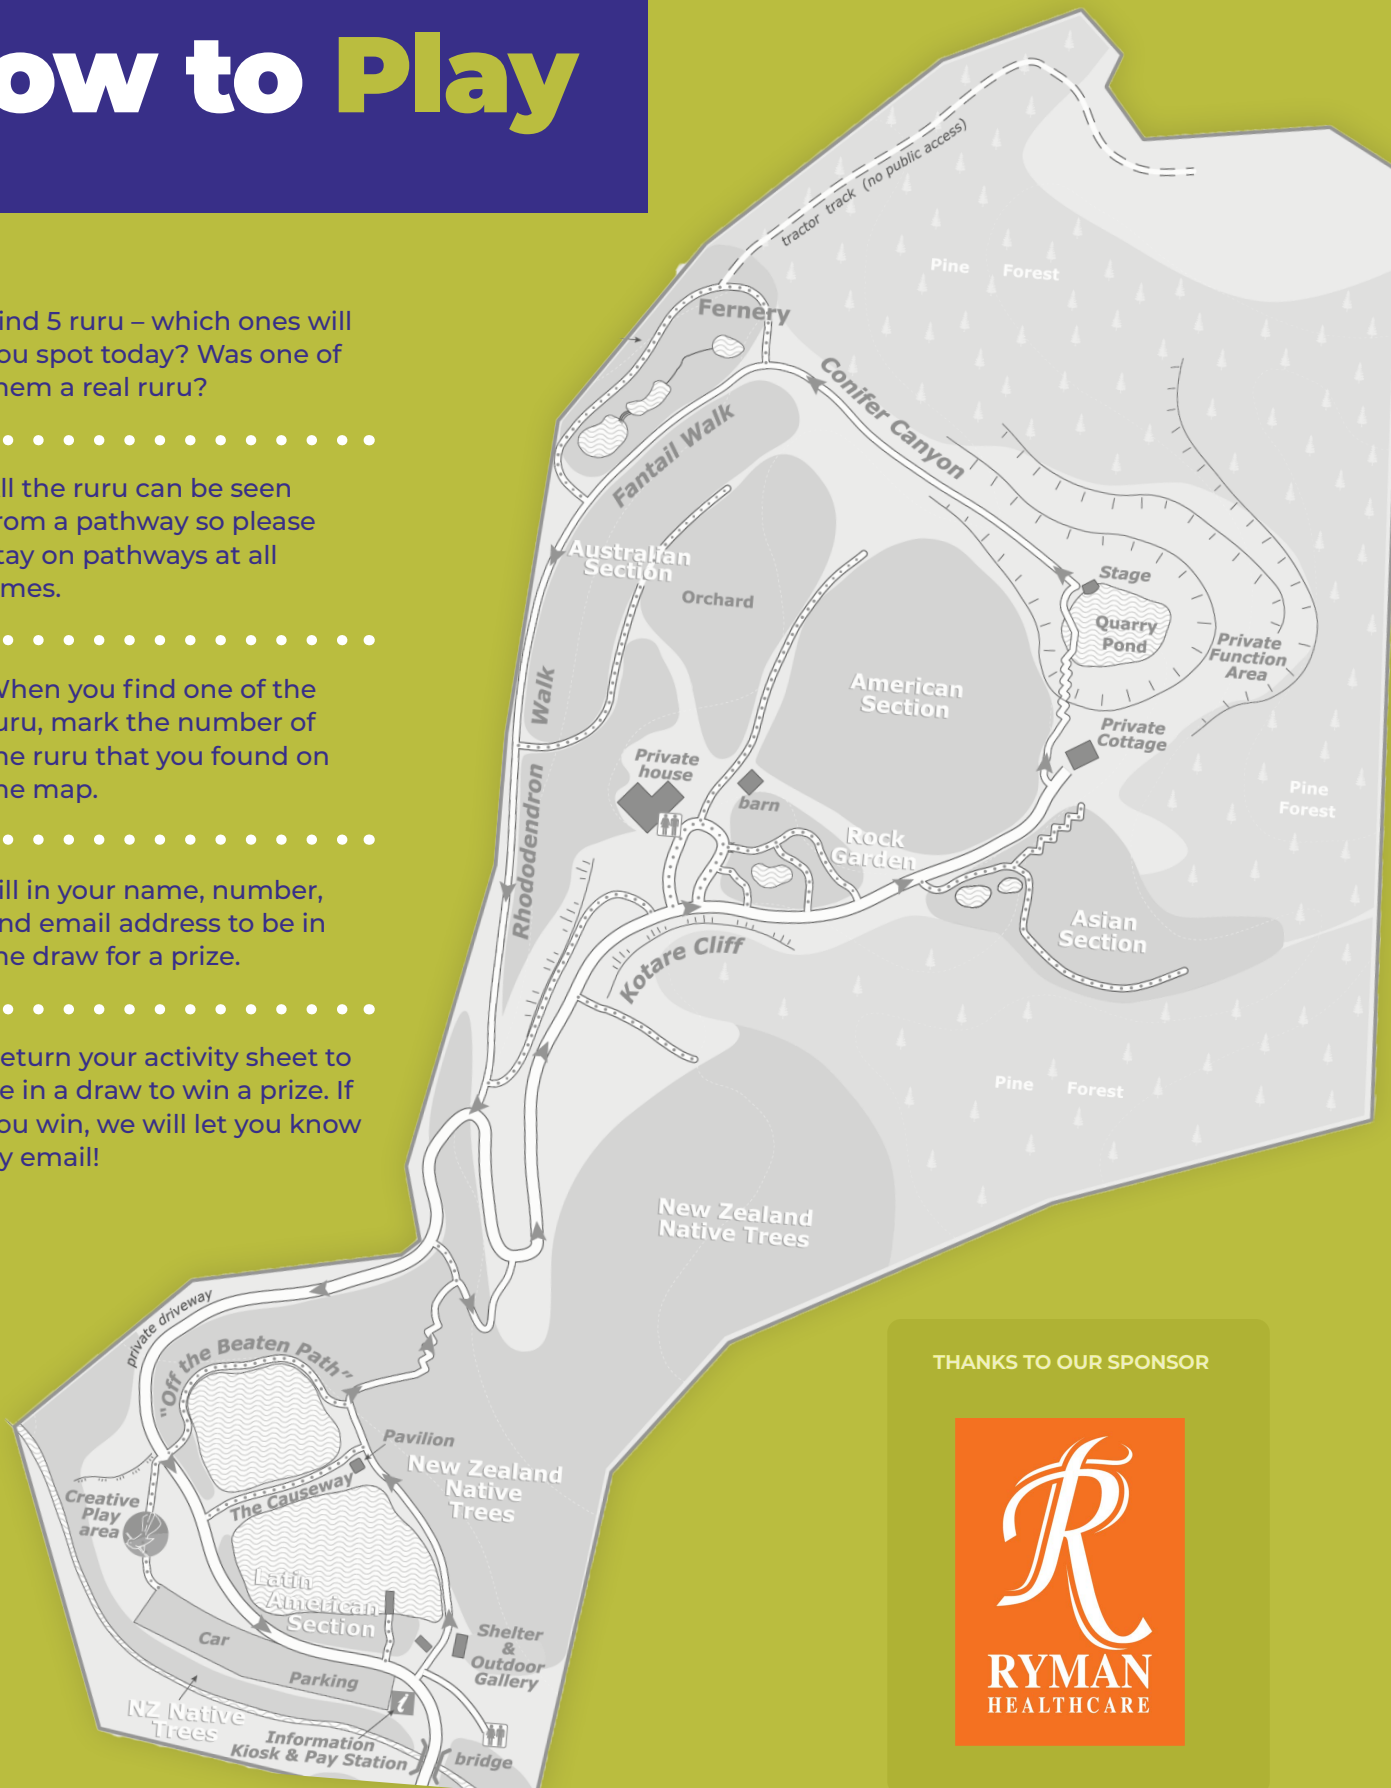 ow to Play
ind 5 ruru – which ones will
ou spot today? Was one of
hem a real ruru?
ll the ruru can be seen
rom a pathway so please
tay on pathways at all
imes.
When you find one of the
uru, mark the number of
he ruru that you found on
he map.
ill in your name, number,
nd email address to be in
he draw for a prize.
eturn your activity sheet to
e in a draw to win a prize. If
ou win, we will let you know
y email!
tractor track (no public access)
Pine Forest
Fernery
Conifer Canyon
Fantail Walk
Australian
Section
Orchard
Stage
Quarry
Pond
Private
Function
Area
American
Section
Walk
Rhododendron
Private
house
barn
Private
Cottage
Pine
Forest
Rock
Garden
Asian
Section
Kotare Cliff
Pine Forest
New Zealand
Native Trees
private driveway
"Off the Beaten Path"
Pavilion
New Zealand
Native
Trees
The Causeway
Creative
Play
area
Latin
American
Section
Car
Parking
Shelter
&
Outdoor
Gallery
NZ Native
Trees
i
Information
Kiosk & Pay Station
bridge
THANKS TO OUR SPONSOR
R
RYMAN
HEALTHCARE